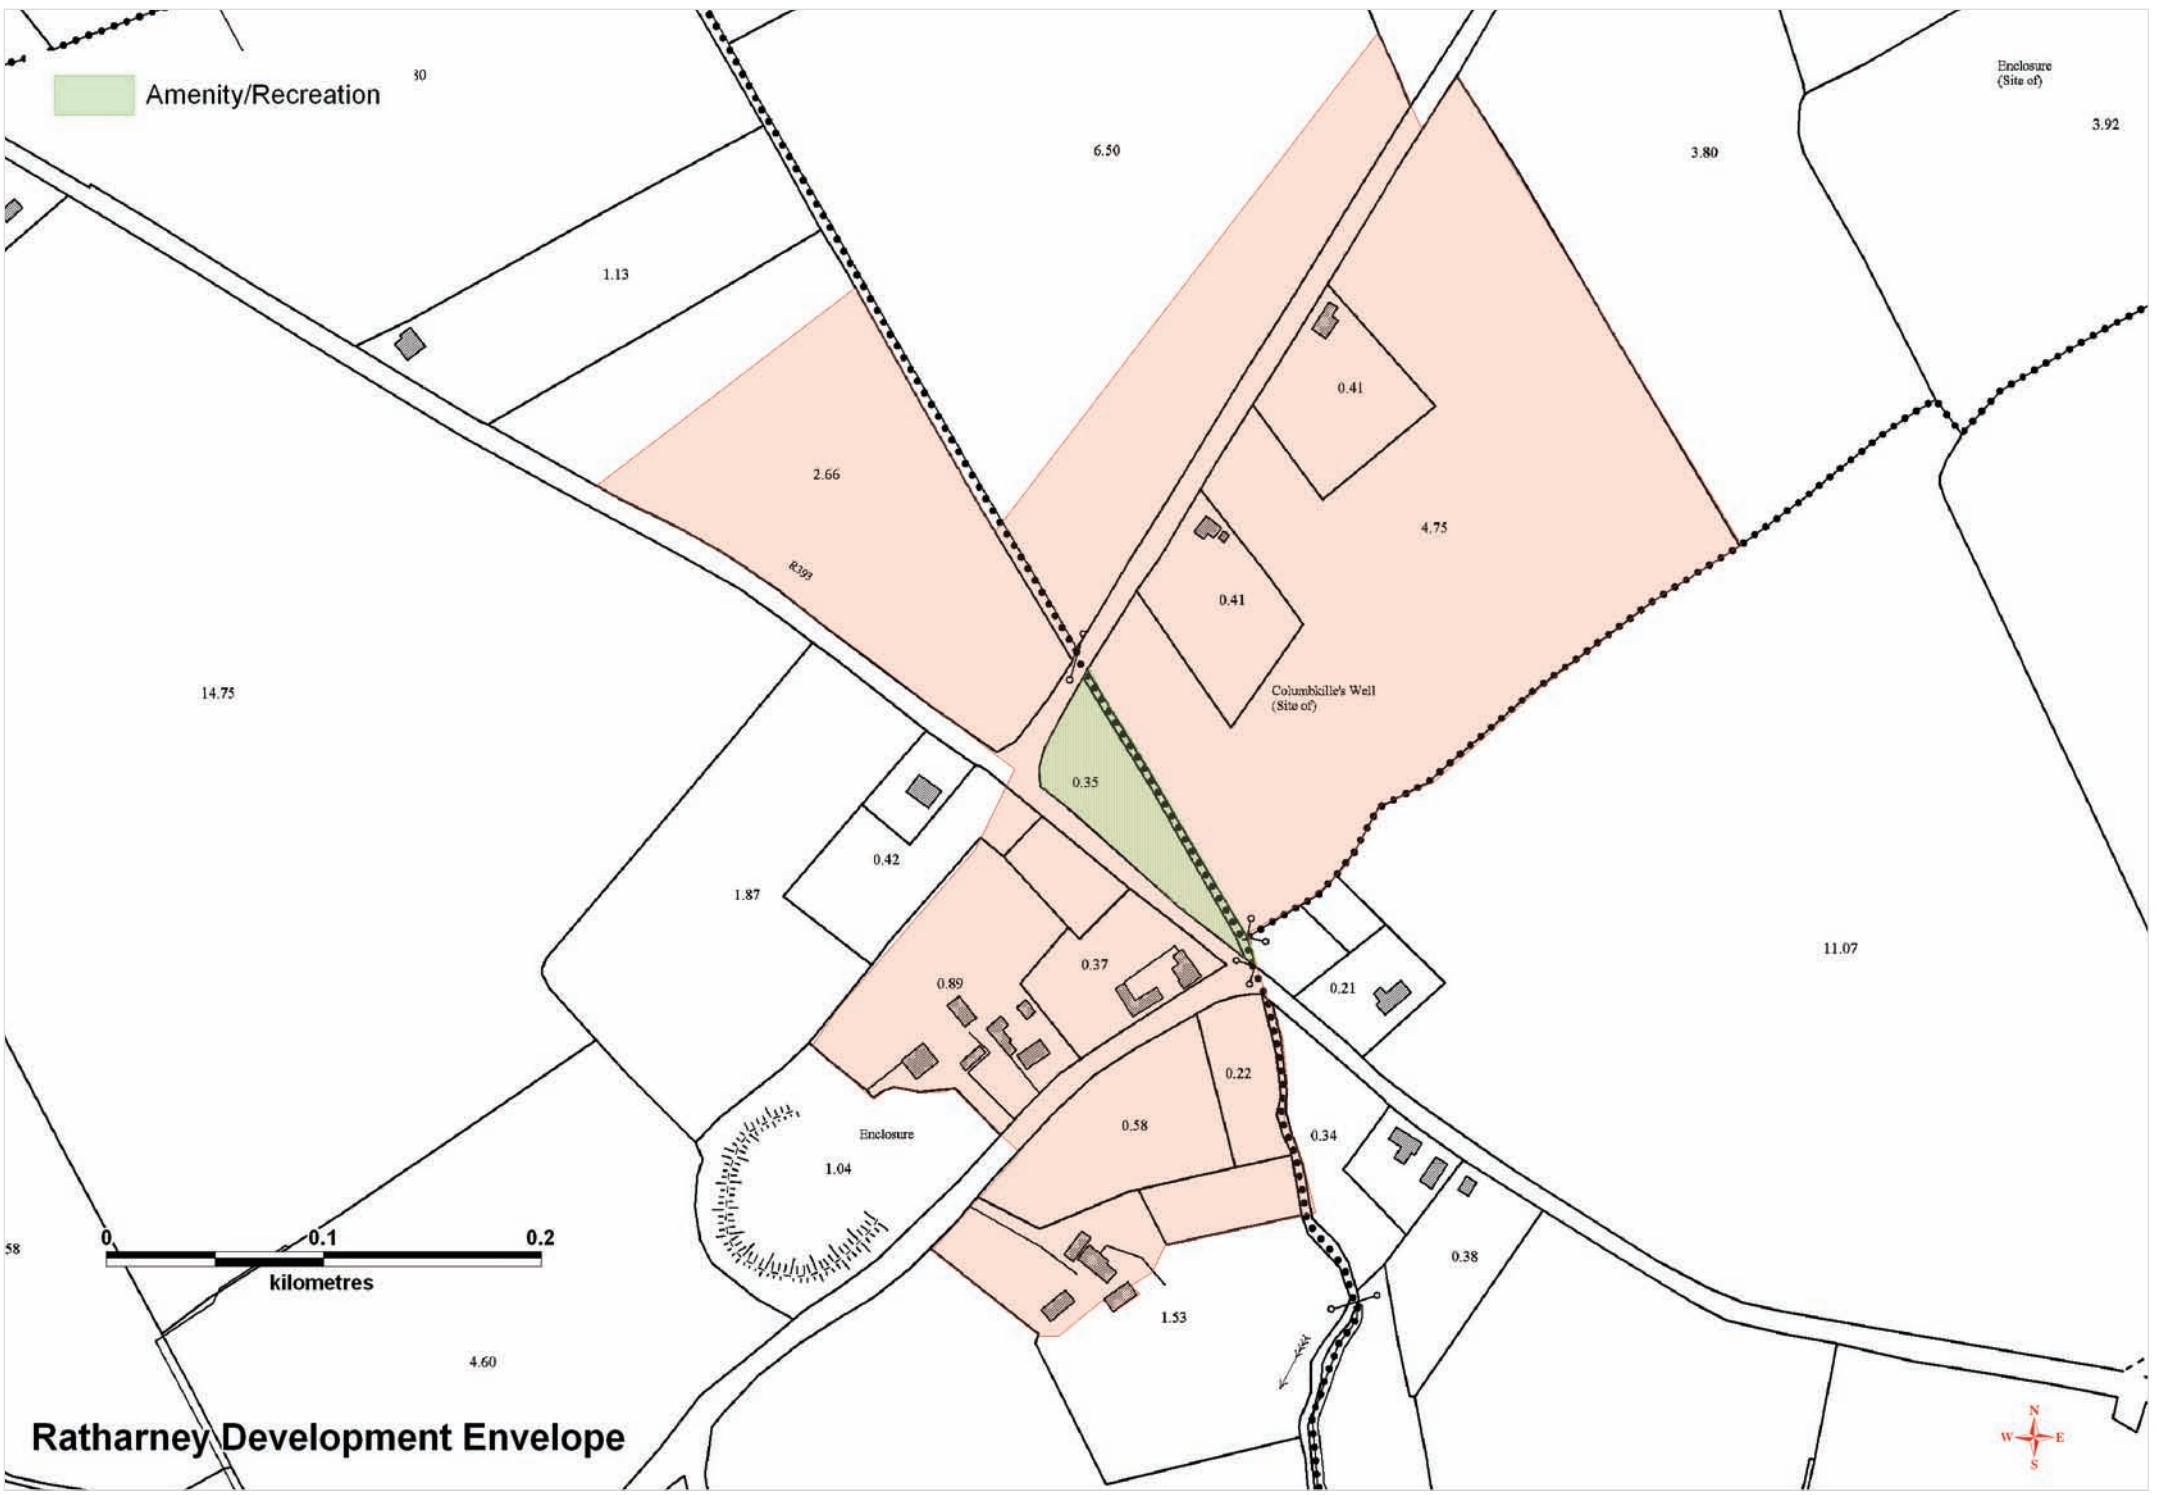 30
Amenity/Recreation
Enclosure
(Site of)
3.92
6.50
3.80
1.13
0.41
2.66
4.75
R393
0.41
Columbkille's Well
(Site of)
14.75
0.35
0.42
1.87
11.07
0.37
0.89
0.21
0.22
0.58
0.34
Enclosure
1.04
58
0 0.1 0.2
kilometres
0.38
1.53
4.60
Ratharney Development Envelope
N
W E
S